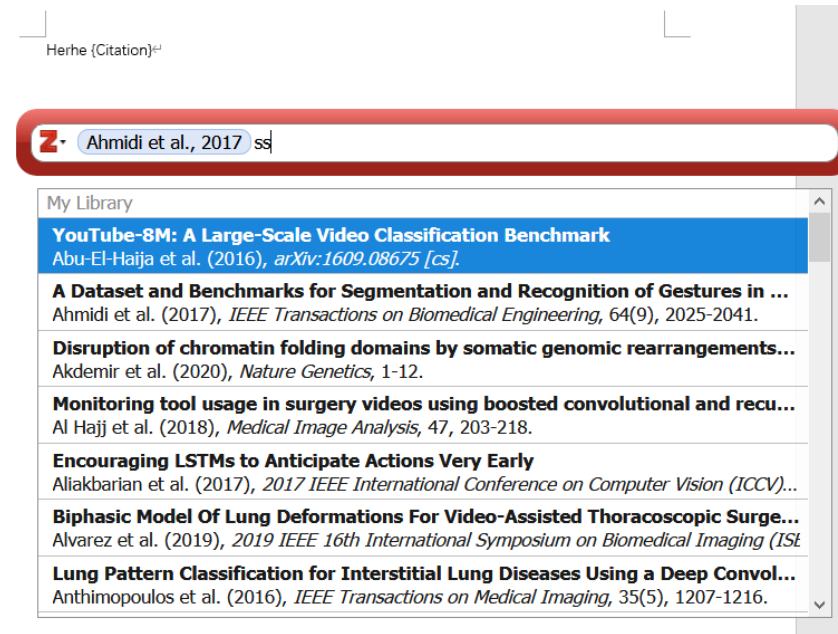 Herhe {Citation}↵
Z Ahmidi et al., 2017 ss
My Library
YouTube-8M: A Large-Scale Video Classification Benchmark
Abu-El-Haija et al. (2016), arXiv:1609.08675 [cs].
A Dataset and Benchmarks for Segmentation and Recognition of Gestures in ...
Ahmidi et al. (2017), IEEE Transactions on Biomedical Engineering, 64(9), 2025-2041.
Disruption of chromatin folding domains by somatic genomic rearrangements...
Akdemir et al. (2020), Nature Genetics, 1-12.
Monitoring tool usage in surgery videos using boosted convolutional and recu...
Al Hajj et al. (2018), Medical Image Analysis, 47, 203-218.
Encouraging LSTMs to Anticipate Actions Very Early
Aliakbarian et al. (2017), 2017 IEEE International Conference on Computer Vision (ICCV)...
Biphasic Model Of Lung Deformations For Video-Assisted Thoracoscopic Surge...
Alvarez et al. (2019), 2019 IEEE 16th International Symposium on Biomedical Imaging (ISE
Lung Pattern Classification for Interstitial Lung Diseases Using a Deep Convol...
Anthimopoulos et al. (2016), IEEE Transactions on Medical Imaging, 35(5), 1207-1216.